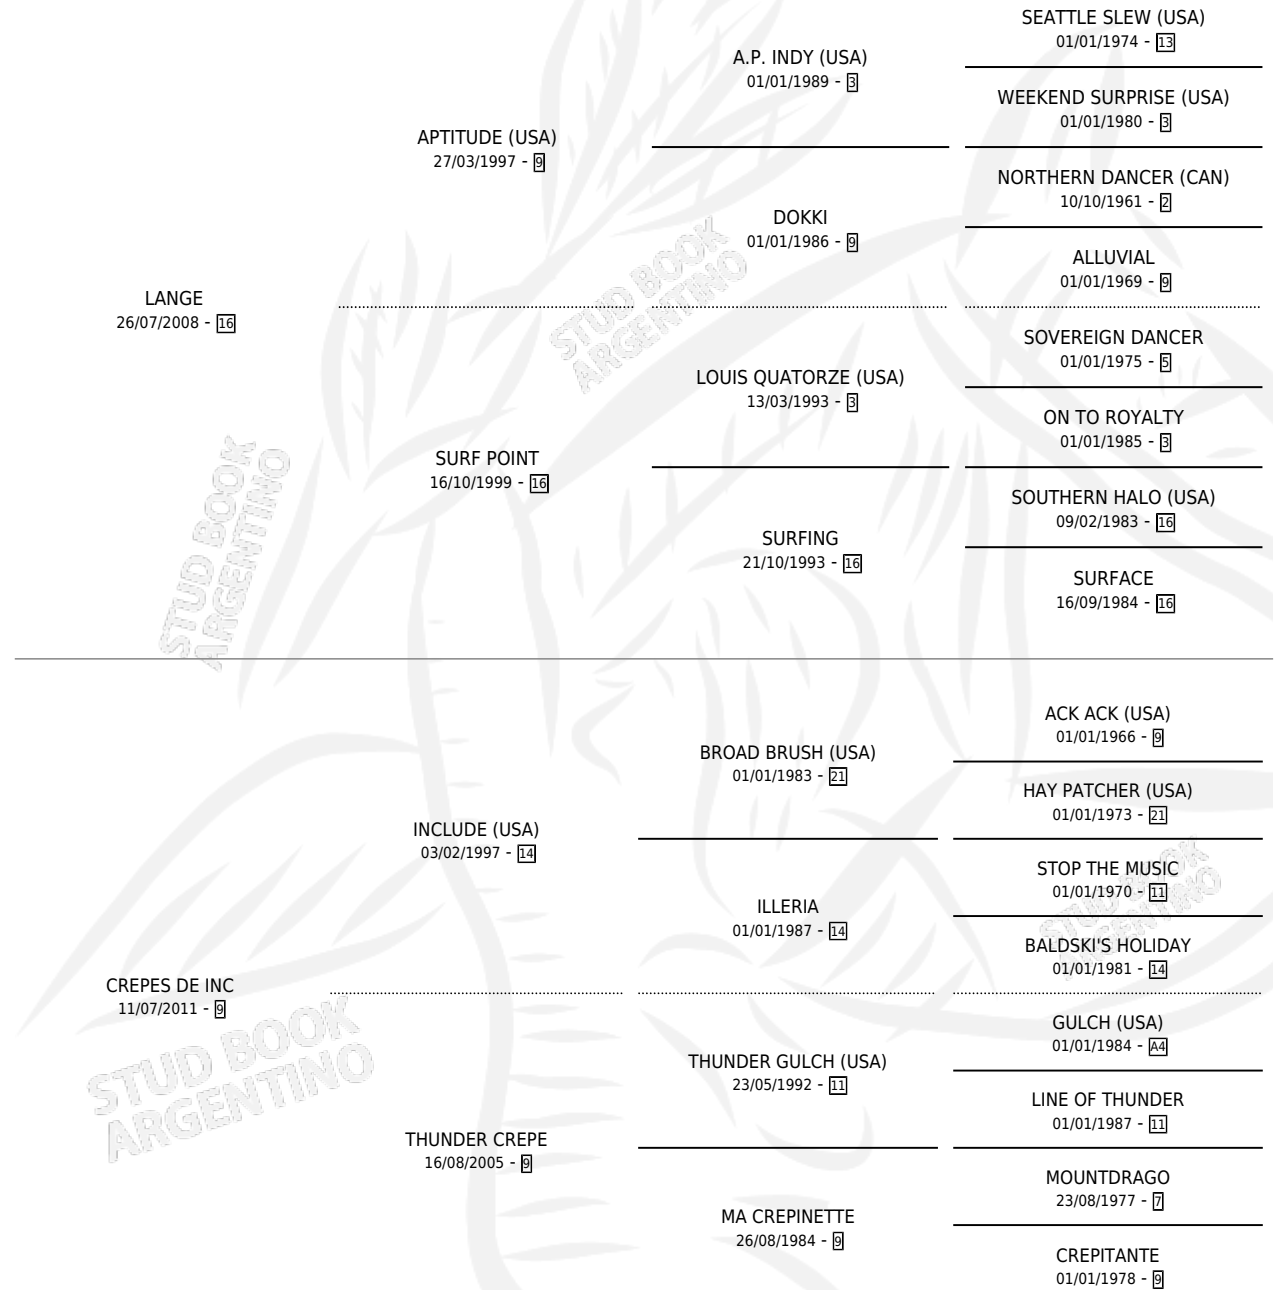 SEATTLE SLEW (USA)
01/01/1974 - 13
A.P. INDY (USA)
01/01/1989 - 3
WEEKEND SURPRISE (USA)
01/01/1980 - 3
APTITUDE (USA)
27/03/1997 - 9
NORTHERN DANCER (CAN)
10/10/1961 - 2
DOKKI
01/01/1986 - 9
ALLUVIAL
01/01/1969 - 9
LANGE
26/07/2008 - 16
SOVEREIGN DANCER
01/01/1975 - 5
LOUIS QUATORZE (USA)
13/03/1993 - 3
ON TO ROYALTY
01/01/1985 - 3
SURF POINT
16/10/1999 - 16
SOUTHERN HALO (USA)
09/02/1983 - 16
SURFING
21/10/1993 - 16
SURFACE
16/09/1984 - 16
ACK ACK (USA)
01/01/1966 - 9
BROAD BRUSH (USA)
01/01/1983 - 21
HAY PATCHER (USA)
01/01/1973 - 21
INCLUDE (USA)
03/02/1997 - 14
STOP THE MUSIC
01/01/1970 - 11
ILLERIA
01/01/1987 - 14
BALDSKI'S HOLIDAY
01/01/1981 - 14
CREPES DE INC
11/07/2011 - 9
GULCH (USA)
01/01/1984 - A4
THUNDER GULCH (USA)
23/05/1992 - 11
LINE OF THUNDER
01/01/1987 - 11
THUNDER CREPE
16/08/2005 - 9
MOUNTDRAGO
23/08/1977 - 7
MA CREPINETTE
26/08/1984 - 9
CREPITANTE
01/01/1978 - 9
STUD BOOK
ARGENTINO
STUD BOOK
ARGENTINO
STUD BOOK
ARGENTINO
STUD BOOK
ARGENTINO